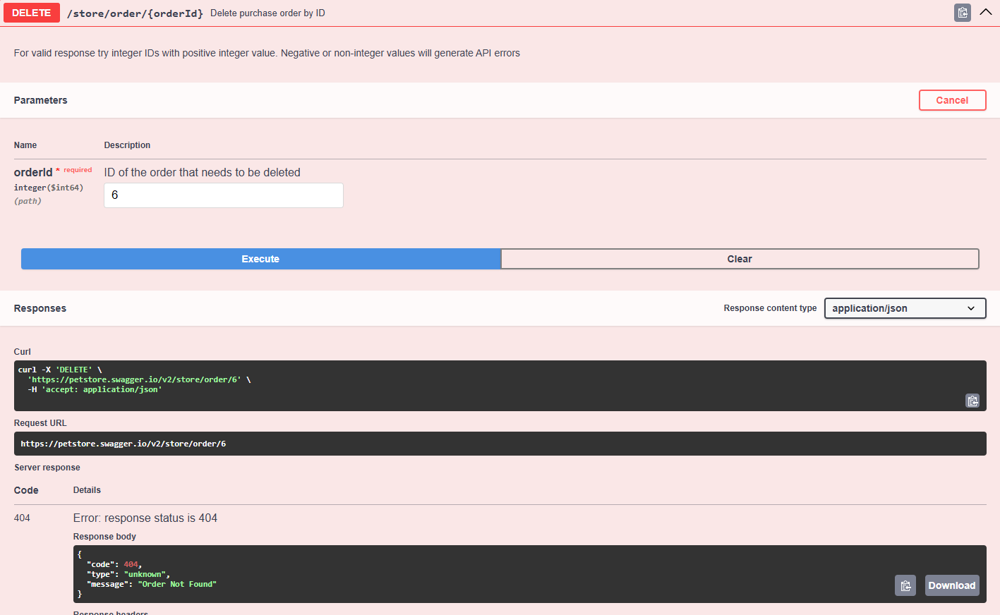 DELETE /store/order/{orderId} Delete purchase order by ID
For valid response try integer IDs with positive integer value. Negative or non-integer values will generate API errors
Parameters Cancel
Name Description
orderId * required ID of the order that needs to be deleted
integer($int64) 6
(path)
Execute Clear
Responses Response content type application/json
Curl
curl -X 'DELETE' \
  'https://petstore.swagger.io/v2/store/order/6' \
  -H 'accept: application/json'
Request URL
https://petstore.swagger.io/v2/store/order/6
Server response
Code Details
404 Error: response status is 404
Response body
{
  "code": 404,
  "type": "unknown",
  "message": "Order Not Found"
}
Download
Response headers